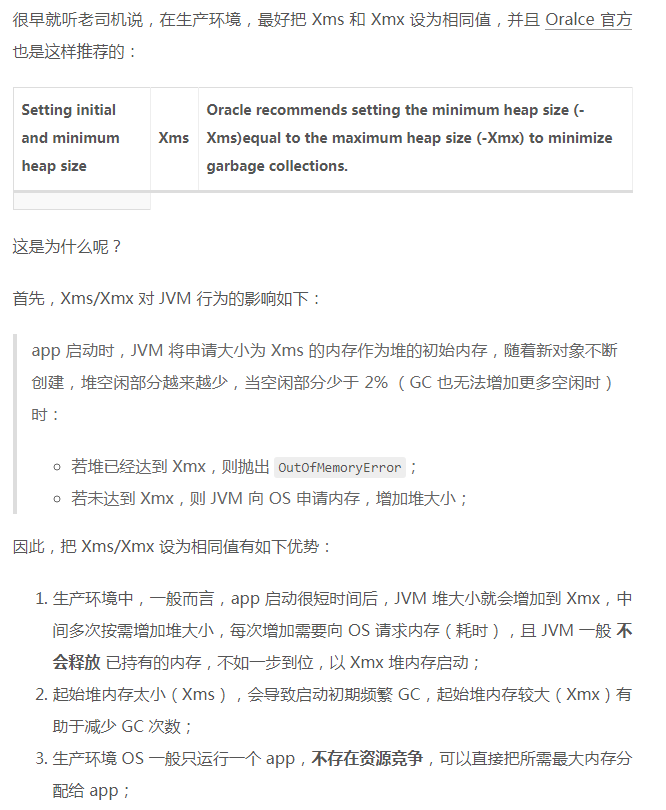 很早就听老司机说，在生产环境，最好把 Xms 和 Xmx 设为相同值，并且 Oralce 官方
也是这样推荐的：
Setting initial
and minimum
heap size
Xms
Oracle recommends setting the minimum heap size (-
Xms)equal to the maximum heap size (-Xmx) to minimize
garbage collections.
这是为什么呢？
首先，Xms/Xmx 对 JVM 行为的影响如下：
app 启动时，JVM 将申请大小为 Xms 的内存作为堆的初始内存，随着新对象不断
创建，堆空闲部分越来越少，当空闲部分少于 2% （ GC 也无法增加更多空闲时）
时：
○ 若堆已经达到 Xmx，则抛出 OutOfMemoryError；
○ 若未达到 Xmx，则 JVM 向 OS 申请内存，增加堆大小；
因此，把 Xms/Xmx 设为相同值有如下优势：
1. 生产环境中，一般而言，app 启动很短时间后，JVM 堆大小就会增加到 Xmx，中
间多次按需增加堆大小，每次增加需要向 OS 请求内存（耗时），且 JVM 一般 不
会释放 已持有的内存，不如一步到位，以 Xmx 堆内存启动；
2. 起始堆内存太小（Xms），会导致启动初期频繁 GC，起始堆内存较大（Xmx）有
助于减少 GC 次数；
3. 生产环境 OS 一般只运行一个 app，不存在资源竞争，可以直接把所需最大内存分
配给 app；